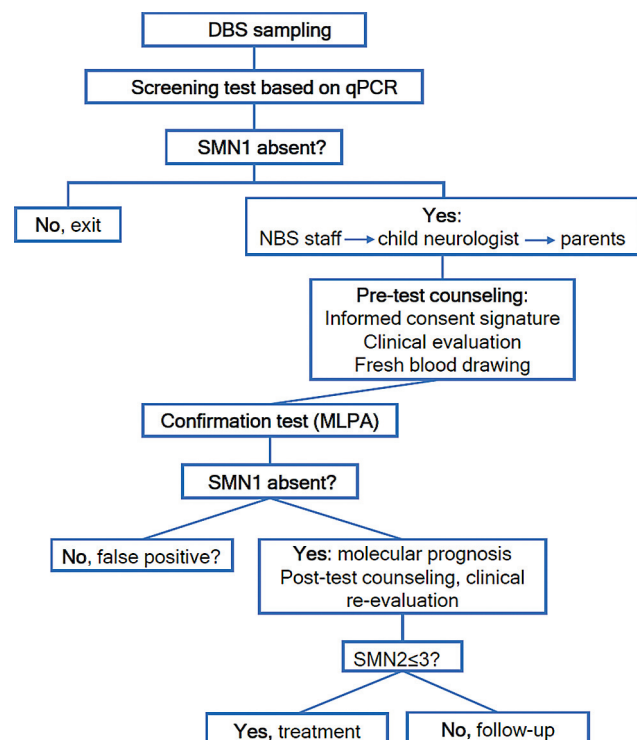 DBS sampling
Screening test based on qPCR
SMN1 absent?
No, exit
Yes:
NBS staff → child neurologist → parents
Pre-test counseling:
Informed consent signature
Clinical evaluation
Fresh blood drawing
Confirmation test (MLPA)
SMN1 absent?
No, false positive?
Yes: molecular prognosis
Post-test counseling, clinical
re-evaluation
SMN2≤3?
Yes, treatment
No, follow-up